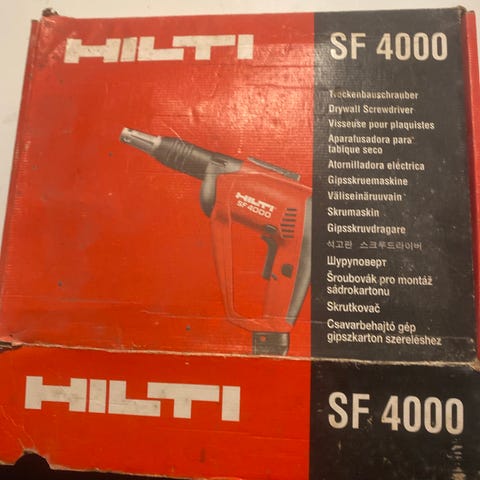 HILTI
SF 4000
Trockenbauschrauber
Drywall Screwdriver
Visseuse pour plaquistes
Aparafusadora para
tabique seco
Atornilladora eléctrica
Gipsskruemaskine
Väliseinäruuvain
Skrumaskin
Gipsskruvdragare
석고판 스크루드라이버
Шуруповерт
Šroubovák pro montáž
sádrokartonu
Skrutkovač
Csavarbehajtó gép
gipszkarton szereléshez
HILTI
SF4000
HILTI
SF 4000